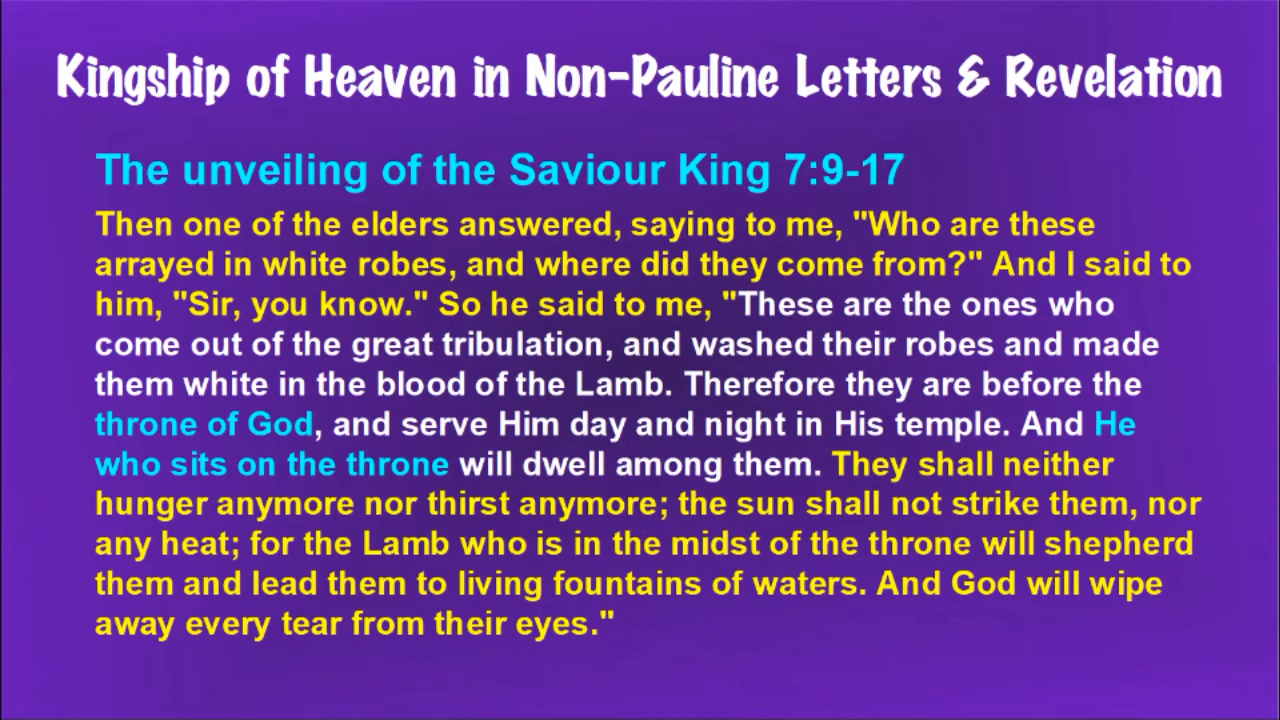 Kingship of Heaven in Non-Pauline Letters & Revelation
The unveiling of the Saviour King 7:9-17
Then one of the elders answered, saying to me, "Who are these
arrayed in white robes, and where did they come from?" And I said to
him, "Sir, you know." So he said to me, "These are the ones who
come out of the great tribulation, and washed their robes and made
them white in the blood of the Lamb. Therefore they are before the
throne of God, and serve Him day and night in His temple. And He
who sits on the throne will dwell among them. They shall neither
hunger anymore nor thirst anymore; the sun shall not strike them, nor
any heat; for the Lamb who is in the midst of the throne will shepherd
them and lead them to living fountains of waters. And God will wipe
away every tear from their eyes."